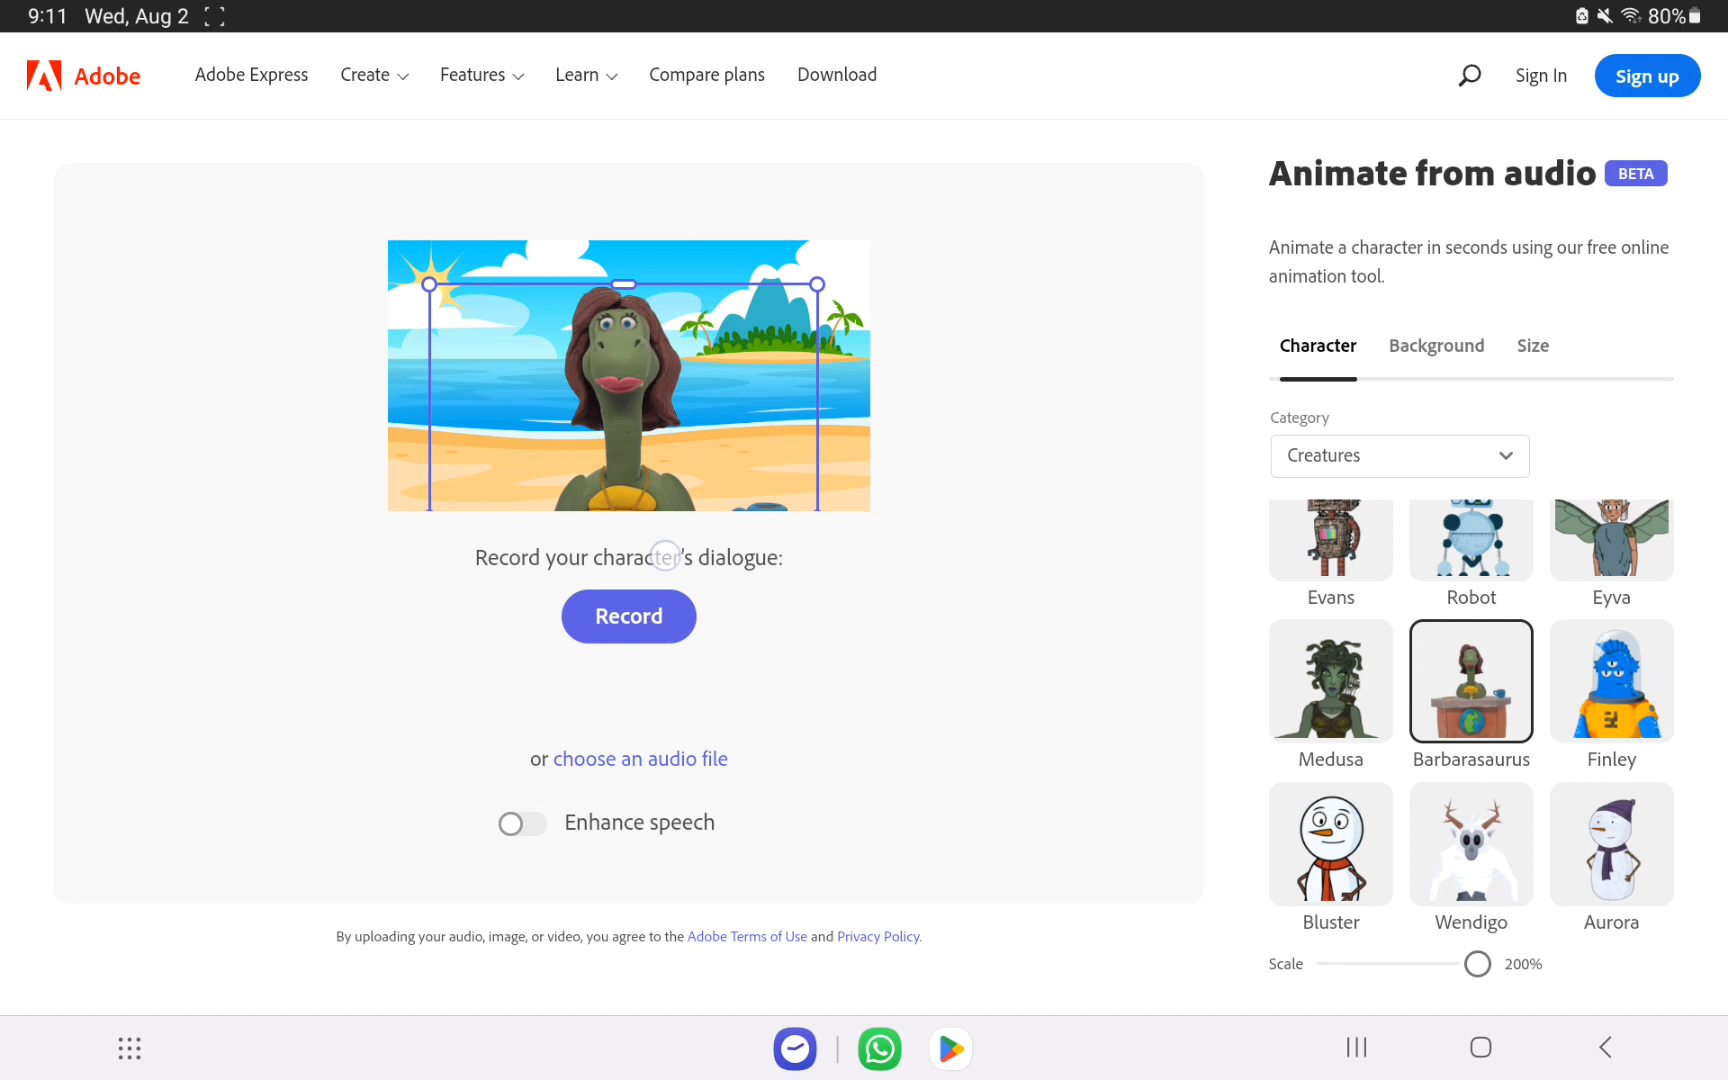 9:11 Wed, Aug 2
80%
Adobe
Adobe Express
Create
Features
Learn
Compare plans
Download
Sign In
Sign up
Record your character's dialogue:
Record
or choose an audio file
Enhance speech
By uploading your audio, image, or video, you agree to the Adobe Terms of Use and Privacy Policy.
Animate from audio BETA
Animate a character in seconds using our free online
animation tool.
Character Background Size
Category
Creatures
Evans Robot Eyva
Medusa Barbarasaurus Finley
Bluster Wendigo Aurora
Scale 200%